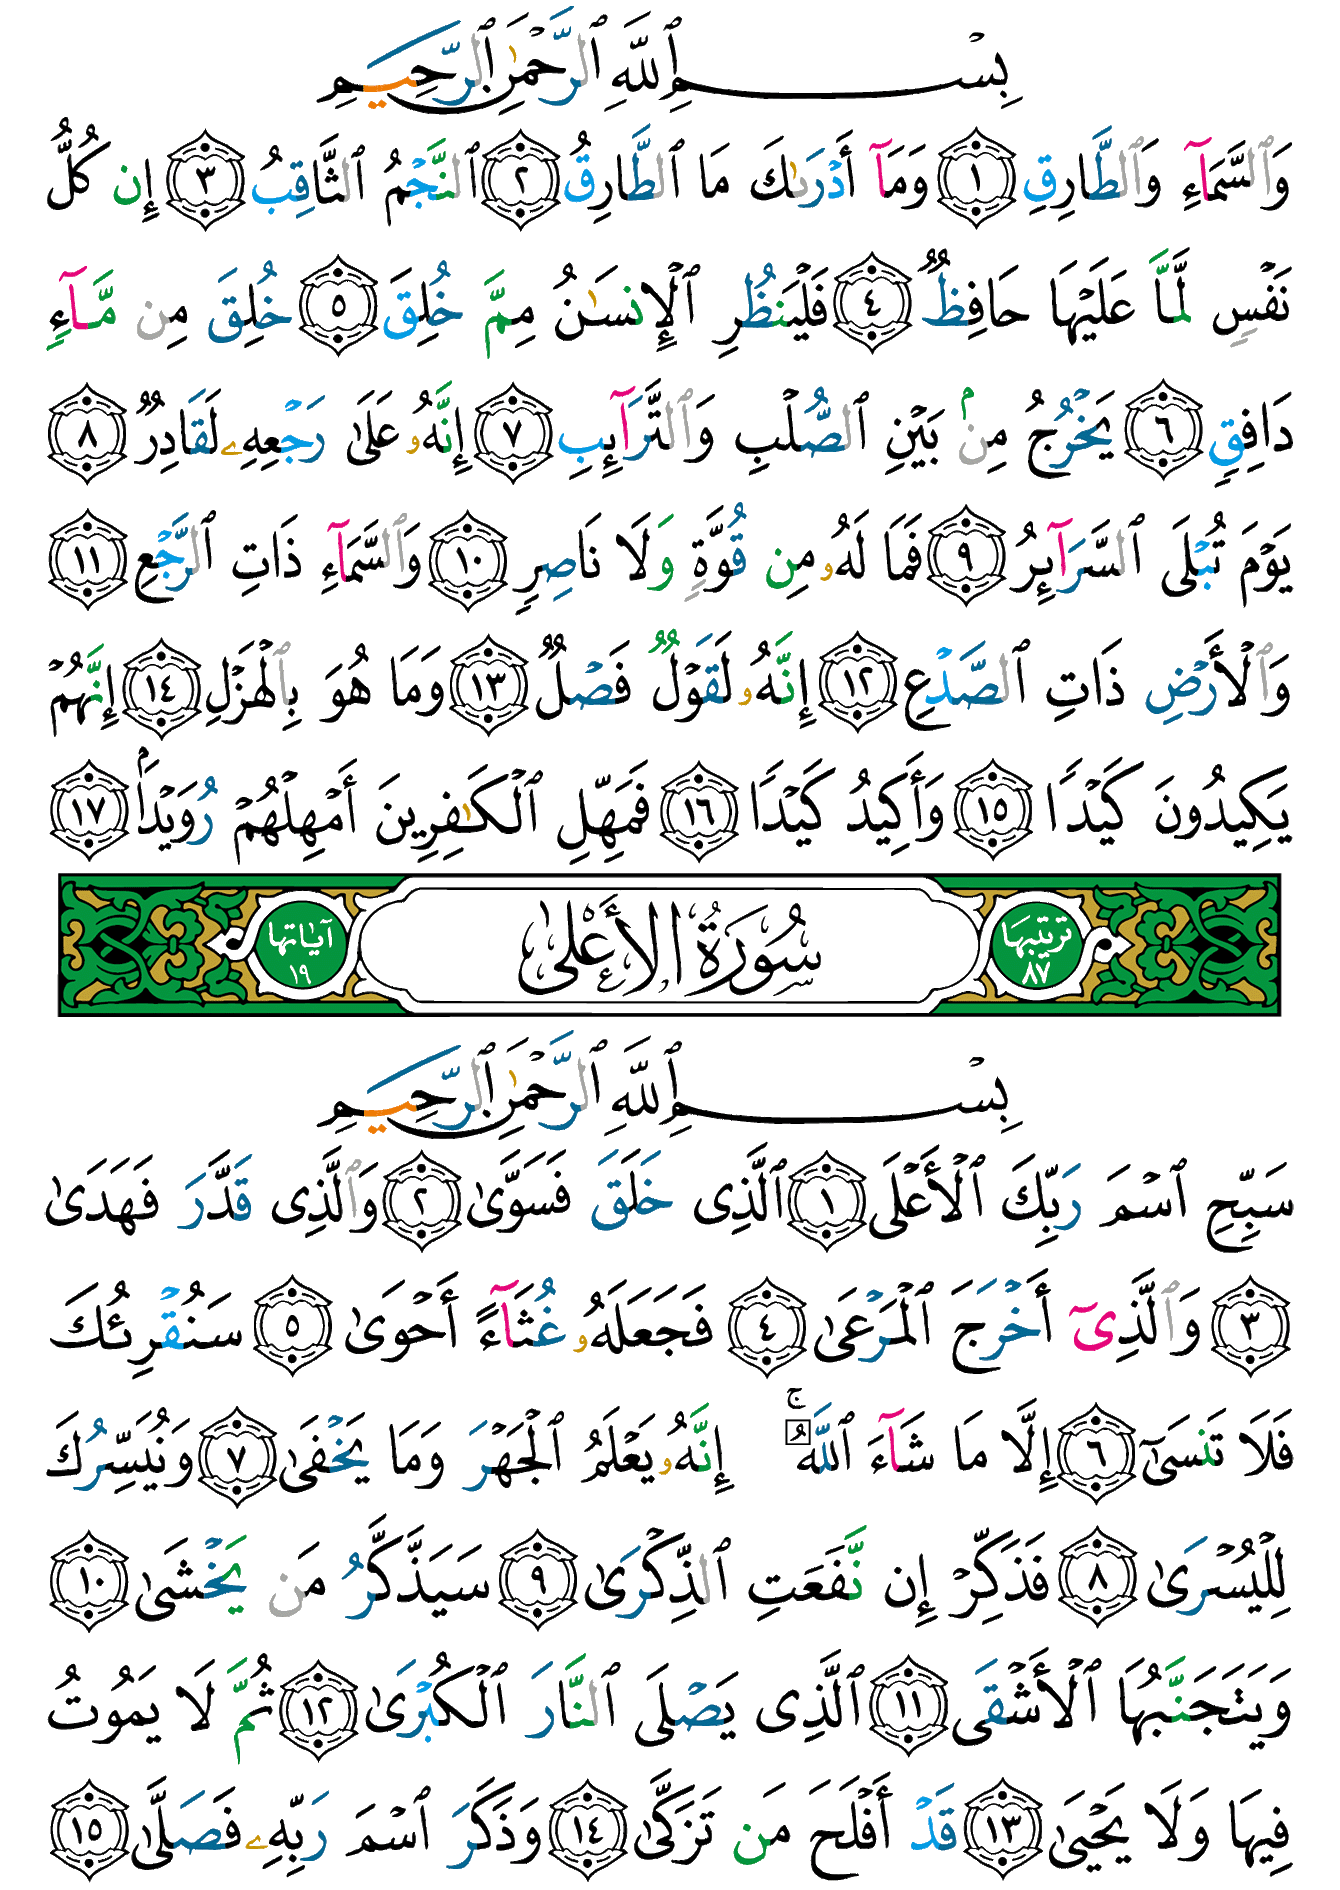 بِسْمِ ٱللَّهِ ٱلرَّحْمَٰنِ ٱلرَّحِيمِ
وَٱلسَّمَآءِ وَٱلطَّارِقِ ١ وَمَآ أَدْرَىٰكَ مَا ٱلطَّارِقُ ٢ ٱلنَّجْمُ ٱلثَّاقِبُ ٣ إِن كُلُّ
نَفْسٍ لَّمَّا عَلَيْهَا حَافِظٌ ٤ فَلْيَنظُرِ ٱلْإِنسَٰنُ مِمَّ خُلِقَ ٥ خُلِقَ مِن مَّآءٍ
دَافِقٍ ٦ يَخْرُجُ مِنۢ بَيْنِ ٱلصُّلْبِ وَٱلتَّرَآئِبِ ٧ إِنَّهُۥ عَلَىٰ رَجْعِهِۦ لَقَادِرٌ ٨
يَوْمَ تُبْلَى ٱلسَّرَآئِرُ ٩ فَمَا لَهُۥ مِن قُوَّةٍ وَلَا نَاصِرٍ ١٠ وَٱلسَّمَآءِ ذَاتِ ٱلرَّجْعِ ١١
وَٱلْأَرْضِ ذَاتِ ٱلصَّدْعِ ١٢ إِنَّهُۥ لَقَوْلٌ فَصْلٌ ١٣ وَمَا هُوَ بِٱلْهَزْلِ ١٤ إِنَّهُمْ
يَكِيدُونَ كَيْدًا ١٥ وَأَكِيدُ كَيْدًا ١٦ فَمَهِّلِ ٱلْكَٰفِرِينَ أَمْهِلْهُمْ رُوَيْدَۢا ١٧
تَرتيبُها ٨٧ سُورَةُ الأَعْلىٰ آياتها ١٩
بِسْمِ ٱللَّهِ ٱلرَّحْمَٰنِ ٱلرَّحِيمِ
سَبِّحِ ٱسْمَ رَبِّكَ ٱلْأَعْلَى ١ ٱلَّذِى خَلَقَ فَسَوَّىٰ ٢ وَٱلَّذِى قَدَّرَ فَهَدَىٰ
٣ وَٱلَّذِىٓ أَخْرَجَ ٱلْمَرْعَىٰ ٤ فَجَعَلَهُۥ غُثَآءً أَحْوَىٰ ٥ سَنُقْرِئُكَ
فَلَا تَنسَىٰٓ ٦ إِلَّا مَا شَآءَ ٱللَّهُ ۚ إِنَّهُۥ يَعْلَمُ ٱلْجَهْرَ وَمَا يَخْفَىٰ ٧ وَنُيَسِّرُكَ
لِلْيُسْرَىٰ ٨ فَذَكِّرْ إِن نَّفَعَتِ ٱلذِّكْرَىٰ ٩ سَيَذَّكَّرُ مَن يَخْشَىٰ ١٠
وَيَتَجَنَّبُهَا ٱلْأَشْقَى ١١ ٱلَّذِى يَصْلَى ٱلنَّارَ ٱلْكُبْرَىٰ ١٢ ثُمَّ لَا يَمُوتُ
فِيهَا وَلَا يَحْيَىٰ ١٣ قَدْ أَفْلَحَ مَن تَزَكَّىٰ ١٤ وَذَكَرَ ٱسْمَ رَبِّهِۦ فَصَلَّىٰ ١٥